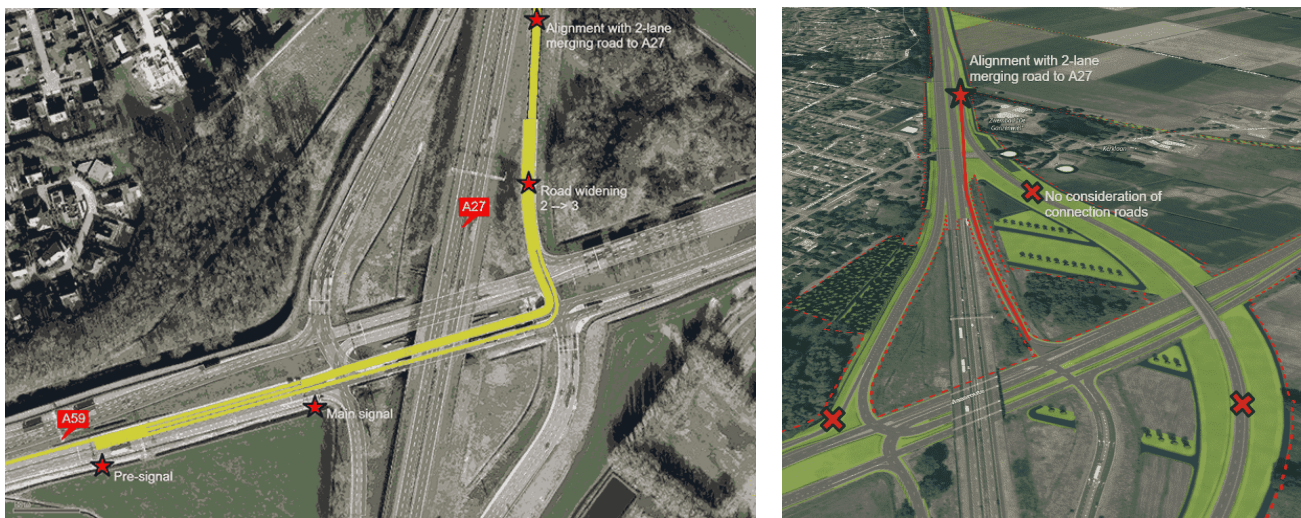 Alignment with 2-lane
merging road to A27
Road widening
2 --> 3
A27
Main signal
A59
Pre-signal
Alignment with 2-lane
merging road to A27
No consideration of
connection roads